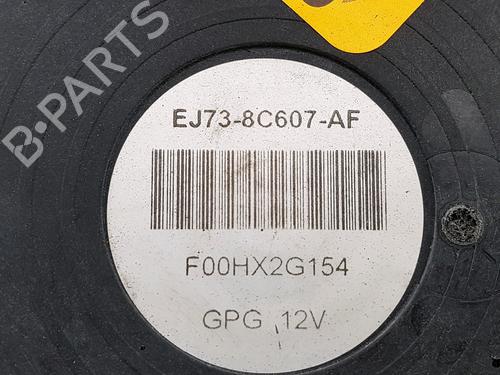 B-PARTS
EJ73-8C607-AF
F00HX2G154
GPG 12V